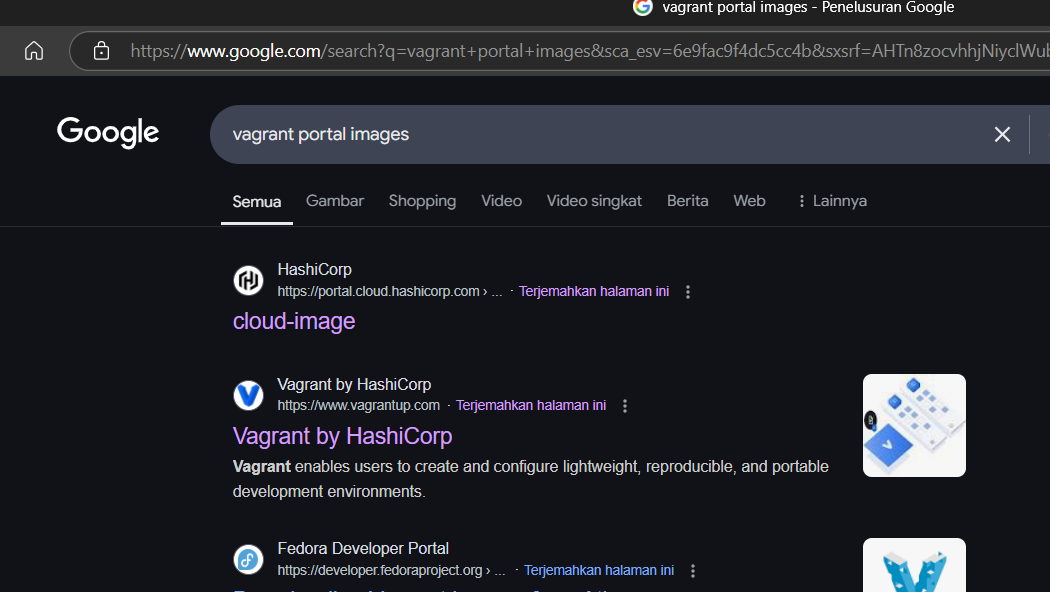 vagrant portal images - Penelusuran Google
https://www.google.com/search?q=vagrant+portal+images&sca_esv=6e9fac9f4dc5cc4b&sxsrf=AHTn8zocvhhjNiyclWub
Google
vagrant portal images
Semua Gambar Shopping Video Video singkat Berita Web Lainnya
HashiCorp
https://portal.cloud.hashicorp.com › ... · Terjemahkan halaman ini
cloud-image
Vagrant by HashiCorp
https://www.vagrantup.com · Terjemahkan halaman ini
Vagrant by HashiCorp
Vagrant enables users to create and configure lightweight, reproducible, and portable
development environments.
Fedora Developer Portal
https://developer.fedoraproject.org › ... · Terjemahkan halaman ini